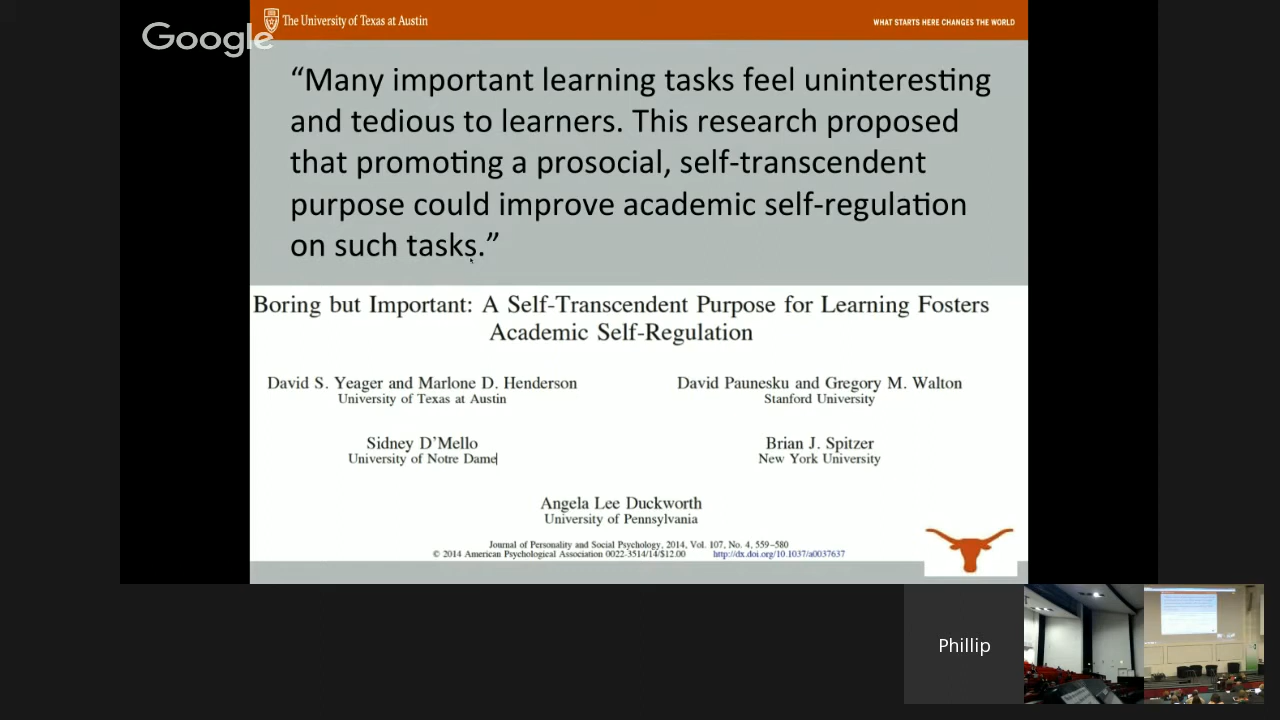 Google
The University of Texas at Austin
WHAT STARTS HERE CHANGES THE WORLD
“Many important learning tasks feel uninteresting
and tedious to learners. This research proposed
that promoting a prosocial, self-transcendent
purpose could improve academic self-regulation
on such tasks.”
Boring but Important: A Self-Transcendent Purpose for Learning Fosters
Academic Self-Regulation
David S. Yeager and Marlone D. Henderson
University of Texas at Austin
David Paunesku and Gregory M. Walton
Stanford University
Sidney D’Mello
University of Notre Dame
Brian J. Spitzer
New York University
Angela Lee Duckworth
University of Pennsylvania
Journal of Personality and Social Psychology, 2014, Vol. 107, No. 4, 559–580
© 2014 American Psychological Association 0022-3514/14/$12.00 http://dx.doi.org/10.1037/a0037637
Phillip